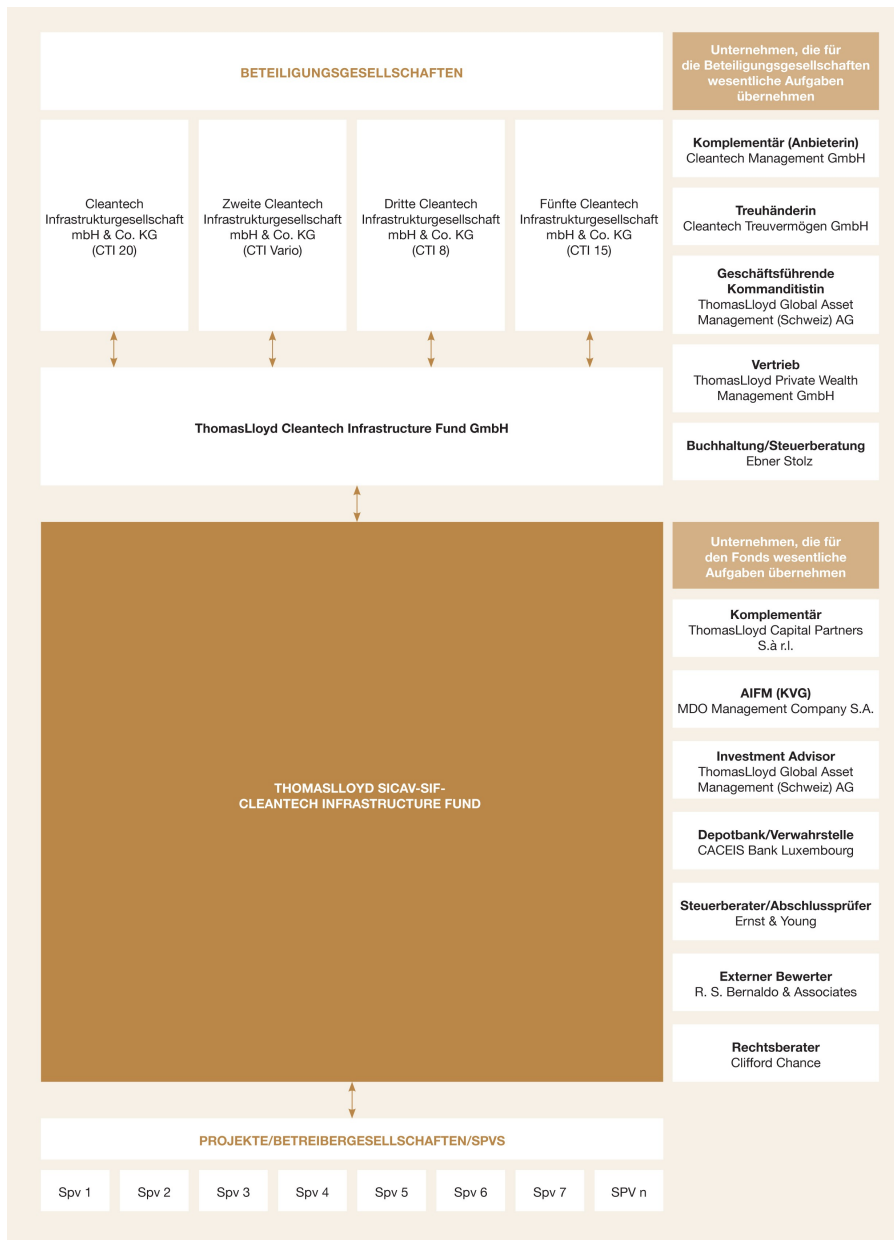 BETEILIGUNGSGESELLSCHAFTEN
Cleantech
Infrastrukturgesellschaft
mbH & Co. KG
(CTI 20)
Zweite Cleantech
Infrastrukturgesellschaft
mbH & Co. KG
(CTI Vario)
Dritte Cleantech
Infrastrukturgesellschaft
mbH & Co. KG
(CTI 8)
Fünfte Cleantech
Infrastrukturgesellschaft
mbH & Co. KG
(CTI 15)
ThomasLloyd Cleantech Infrastructure Fund GmbH
Unternehmen, die für
die Beteiligungsgesellschaften
wesentliche Aufgaben
übernehmen
Komplementär (Anbieterin)
Cleantech Management GmbH
Treuhänderin
Cleantech Treuvermögen GmbH
Geschäftsführende
Kommanditistin
ThomasLloyd Global Asset
Management (Schweiz) AG
Vertrieb
ThomasLloyd Private Wealth
Management GmbH
Buchhaltung/Steuerberatung
Ebner Stolz
THOMASLLOYD SICAV-SIF-
CLEANTECH INFRASTRUCTURE FUND
Unternehmen, die für
den Fonds wesentliche
Aufgaben übernehmen
Komplementär
ThomasLloyd Capital Partners
S.à r.l.
AIFM (KVG)
MDO Management Company S.A.
Investment Advisor
ThomasLloyd Global Asset
Management (Schweiz) AG
Depotbank/Verwahrstelle
CACEIS Bank Luxembourg
Steuerberater/Abschlussprüfer
Ernst & Young
Externer Bewerter
R. S. Bernaldo & Associates
Rechtsberater
Clifford Chance
PROJEKTE/BETREIBERGESELLSCHAFTEN/SPVS
Spv 1
Spv 2
Spv 3
Spv 4
Spv 5
Spv 6
Spv 7
SPV n